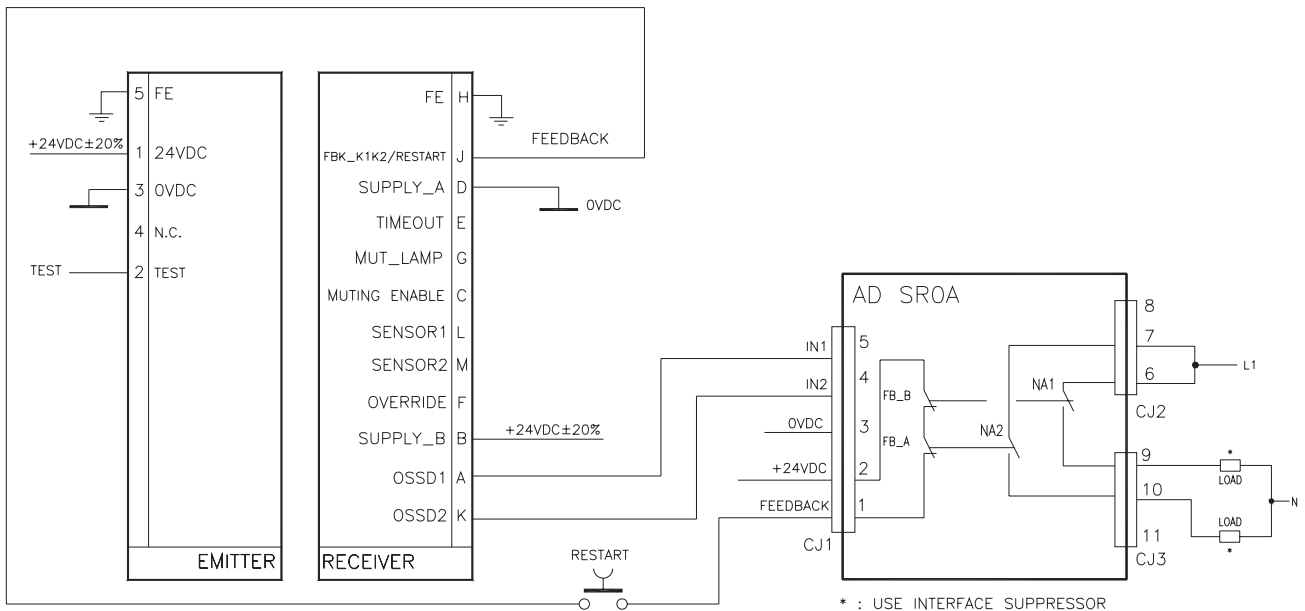 5 FE
+24VDC±20%
1 24VDC
3 0VDC
4 N.C.
TEST
2 TEST
EMITTER
FE H
FEEDBACK
FBK_K1K2/RESTART J
SUPPLY_A D
0VDC
TIMEOUT E
MUT_LAMP G
MUTING ENABLE C
SENSOR1 L
SENSOR2 M
OVERRIDE F
SUPPLY_B B
+24VDC±20%
OSSD1 A
OSSD2 K
RECEIVER
RESTART
AD SR0A
IN1
5
IN2
4
0VDC
3
+24VDC
2
FEEDBACK
1
CJ1
FB_B
FB_A
NA2
NA1
8
7
6
L1
CJ2
9
10
11
CJ3
*
LOAD
N
LOAD
*
* : USE INTERFACE SUPPRESSOR